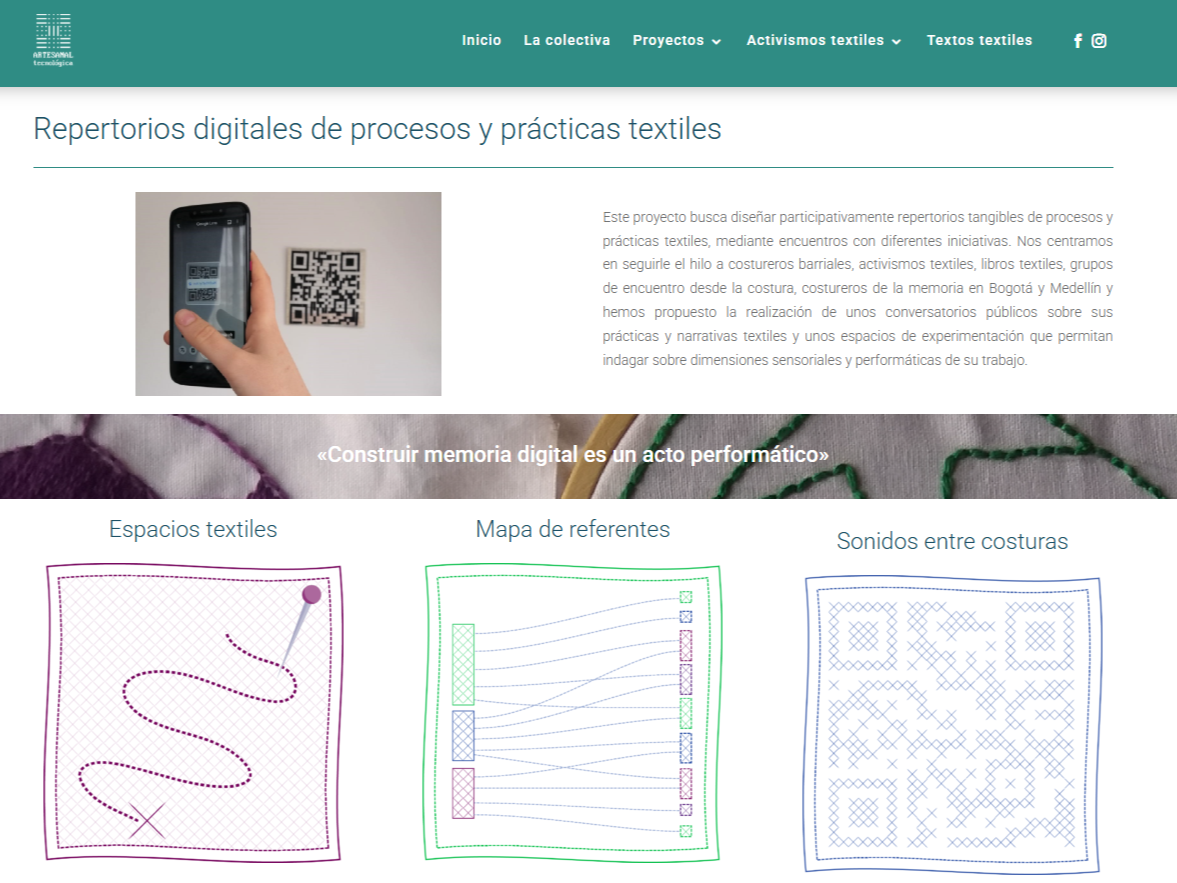 ARTESANAL
tecnológica
Inicio La colectiva Proyectos Activismos textiles Textos textiles
Repertorios digitales de procesos y prácticas textiles
Este proyecto busca diseñar participativamente repertorios tangibles de procesos y
prácticas textiles, mediante encuentros con diferentes iniciativas. Nos centramos
en seguirle el hilo a costureros barriales, activismos textiles, libros textiles, grupos
de encuentro desde la costura, costureros de la memoria en Bogotá y Medellín y
hemos propuesto la realización de unos conversatorios públicos sobre sus
prácticas y narrativas textiles y unos espacios de experimentación que permitan
indagar sobre dimensiones sensoriales y performáticas de su trabajo.
«Construir memoria digital es un acto performático»
Espacios textiles
Mapa de referentes
Sonidos entre costuras